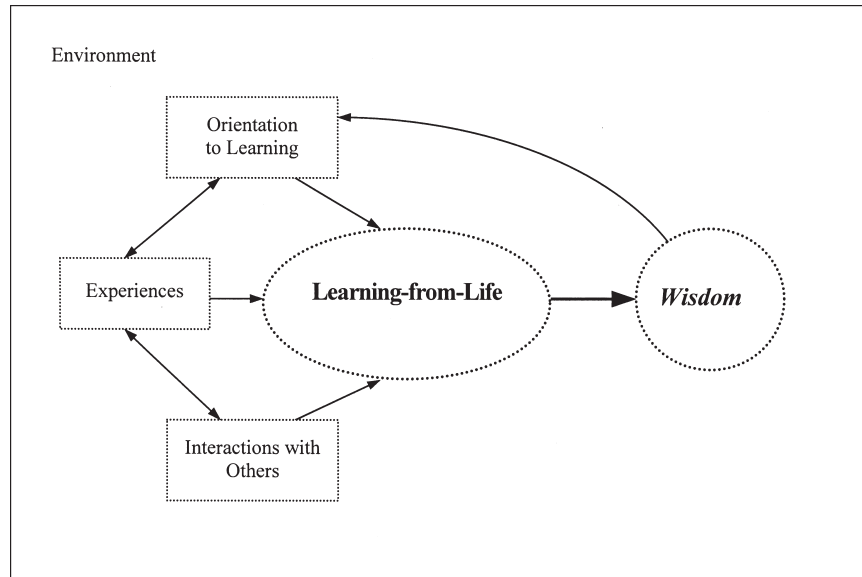 Environment
Orientation
to Learning
Experiences
Learning-from-Life
Wisdom
Interactions with
Others